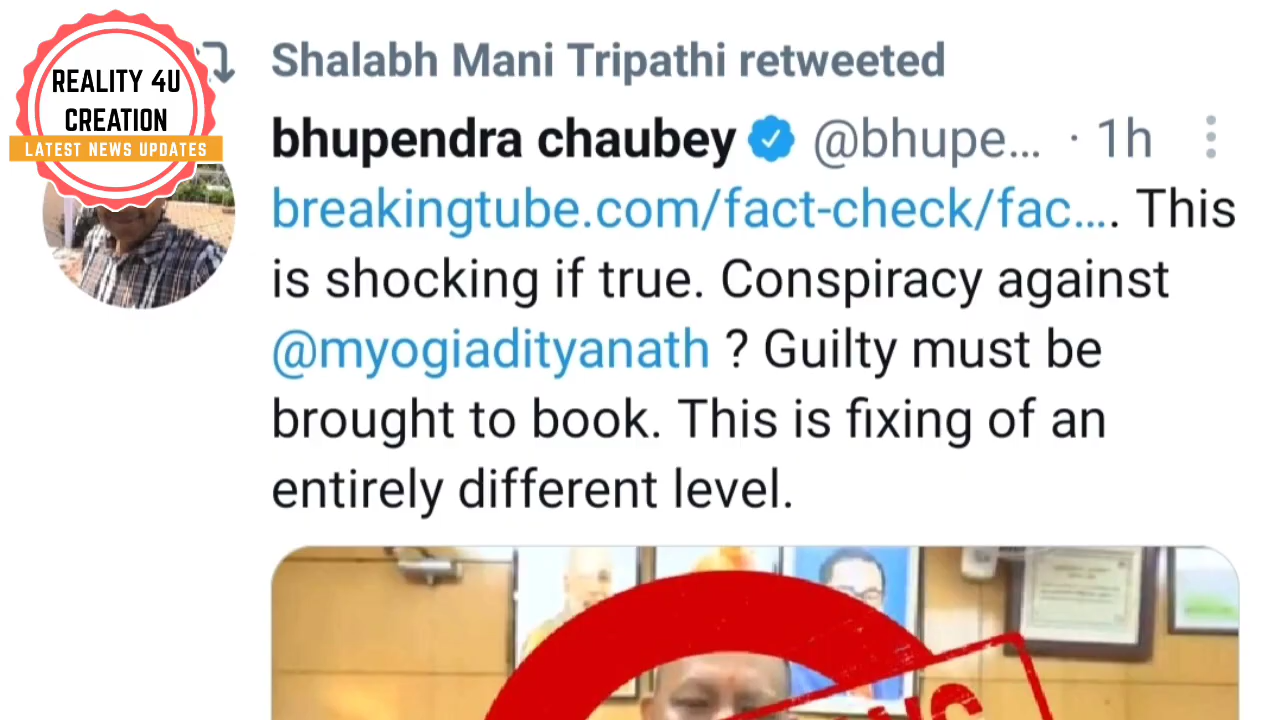 REALITY 4U
CREATION
LATEST NEWS UPDATES
Shalabh Mani Tripathi retweeted
bhupendra chaubey @bhupe... · 1h
breakingtube.com/fact-check/fac.... This
is shocking if true. Conspiracy against
@myogiadityanath ? Guilty must be
brought to book. This is fixing of an
entirely different level.